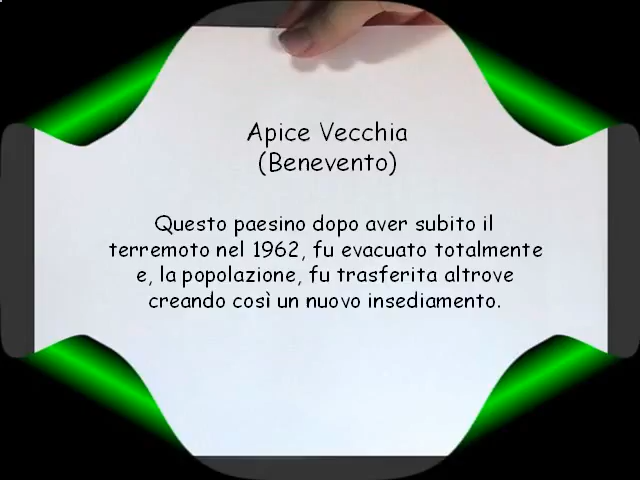 Apice Vecchia
(Benevento)
Questo paesino dopo aver subito il
terremoto nel 1962, fu evacuato totalmente
e, la popolazione, fu trasferita altrove
creando così un nuovo insediamento.